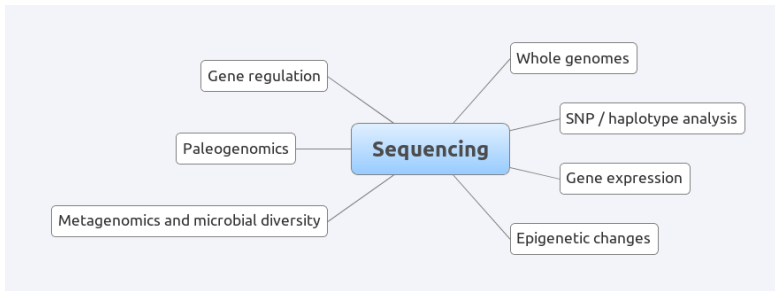 Whole genomes
Gene regulation
SNP / haplotype analysis
Paleogenomics
Sequencing
Gene expression
Metagenomics and microbial diversity
Epigenetic changes